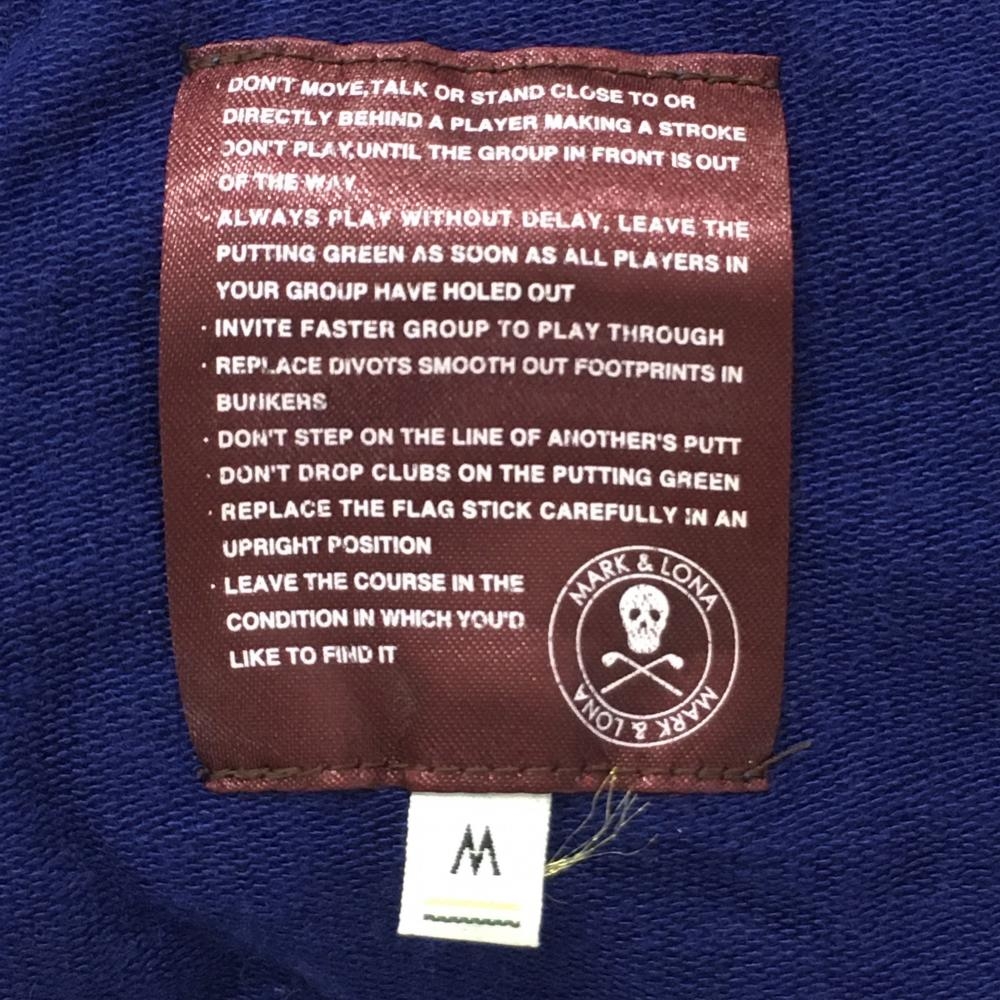 · DON'T MOVE,TALK OR STAND CLOSE TO OR
DIRECTLY BEHIND A PLAYER MAKING A STROKE
DON'T PLAY,UNTIL THE GROUP IN FRONT IS OUT
OF THE WAY
ALWAYS PLAY WITHOUT DELAY, LEAVE THE
PUTTING GREEN AS SOON AS ALL PLAYERS IN
YOUR GROUP HAVE HOLED OUT
· INVITE FASTER GROUP TO PLAY THROUGH
· REPLACE DIVOTS SMOOTH OUT FOOTPRINTS IN
BUNKERS
· DON'T STEP ON THE LINE OF ANOTHER'S PUTT
· DON'T DROP CLUBS ON THE PUTTING GREEN
· REPLACE THE FLAG STICK CAREFULLY IN AN
UPRIGHT POSITION
· LEAVE THE COURSE IN THE
CONDITION IN WHICH YOU'D
LIKE TO FIND IT
MARK & LONA
MARK & LONA
M